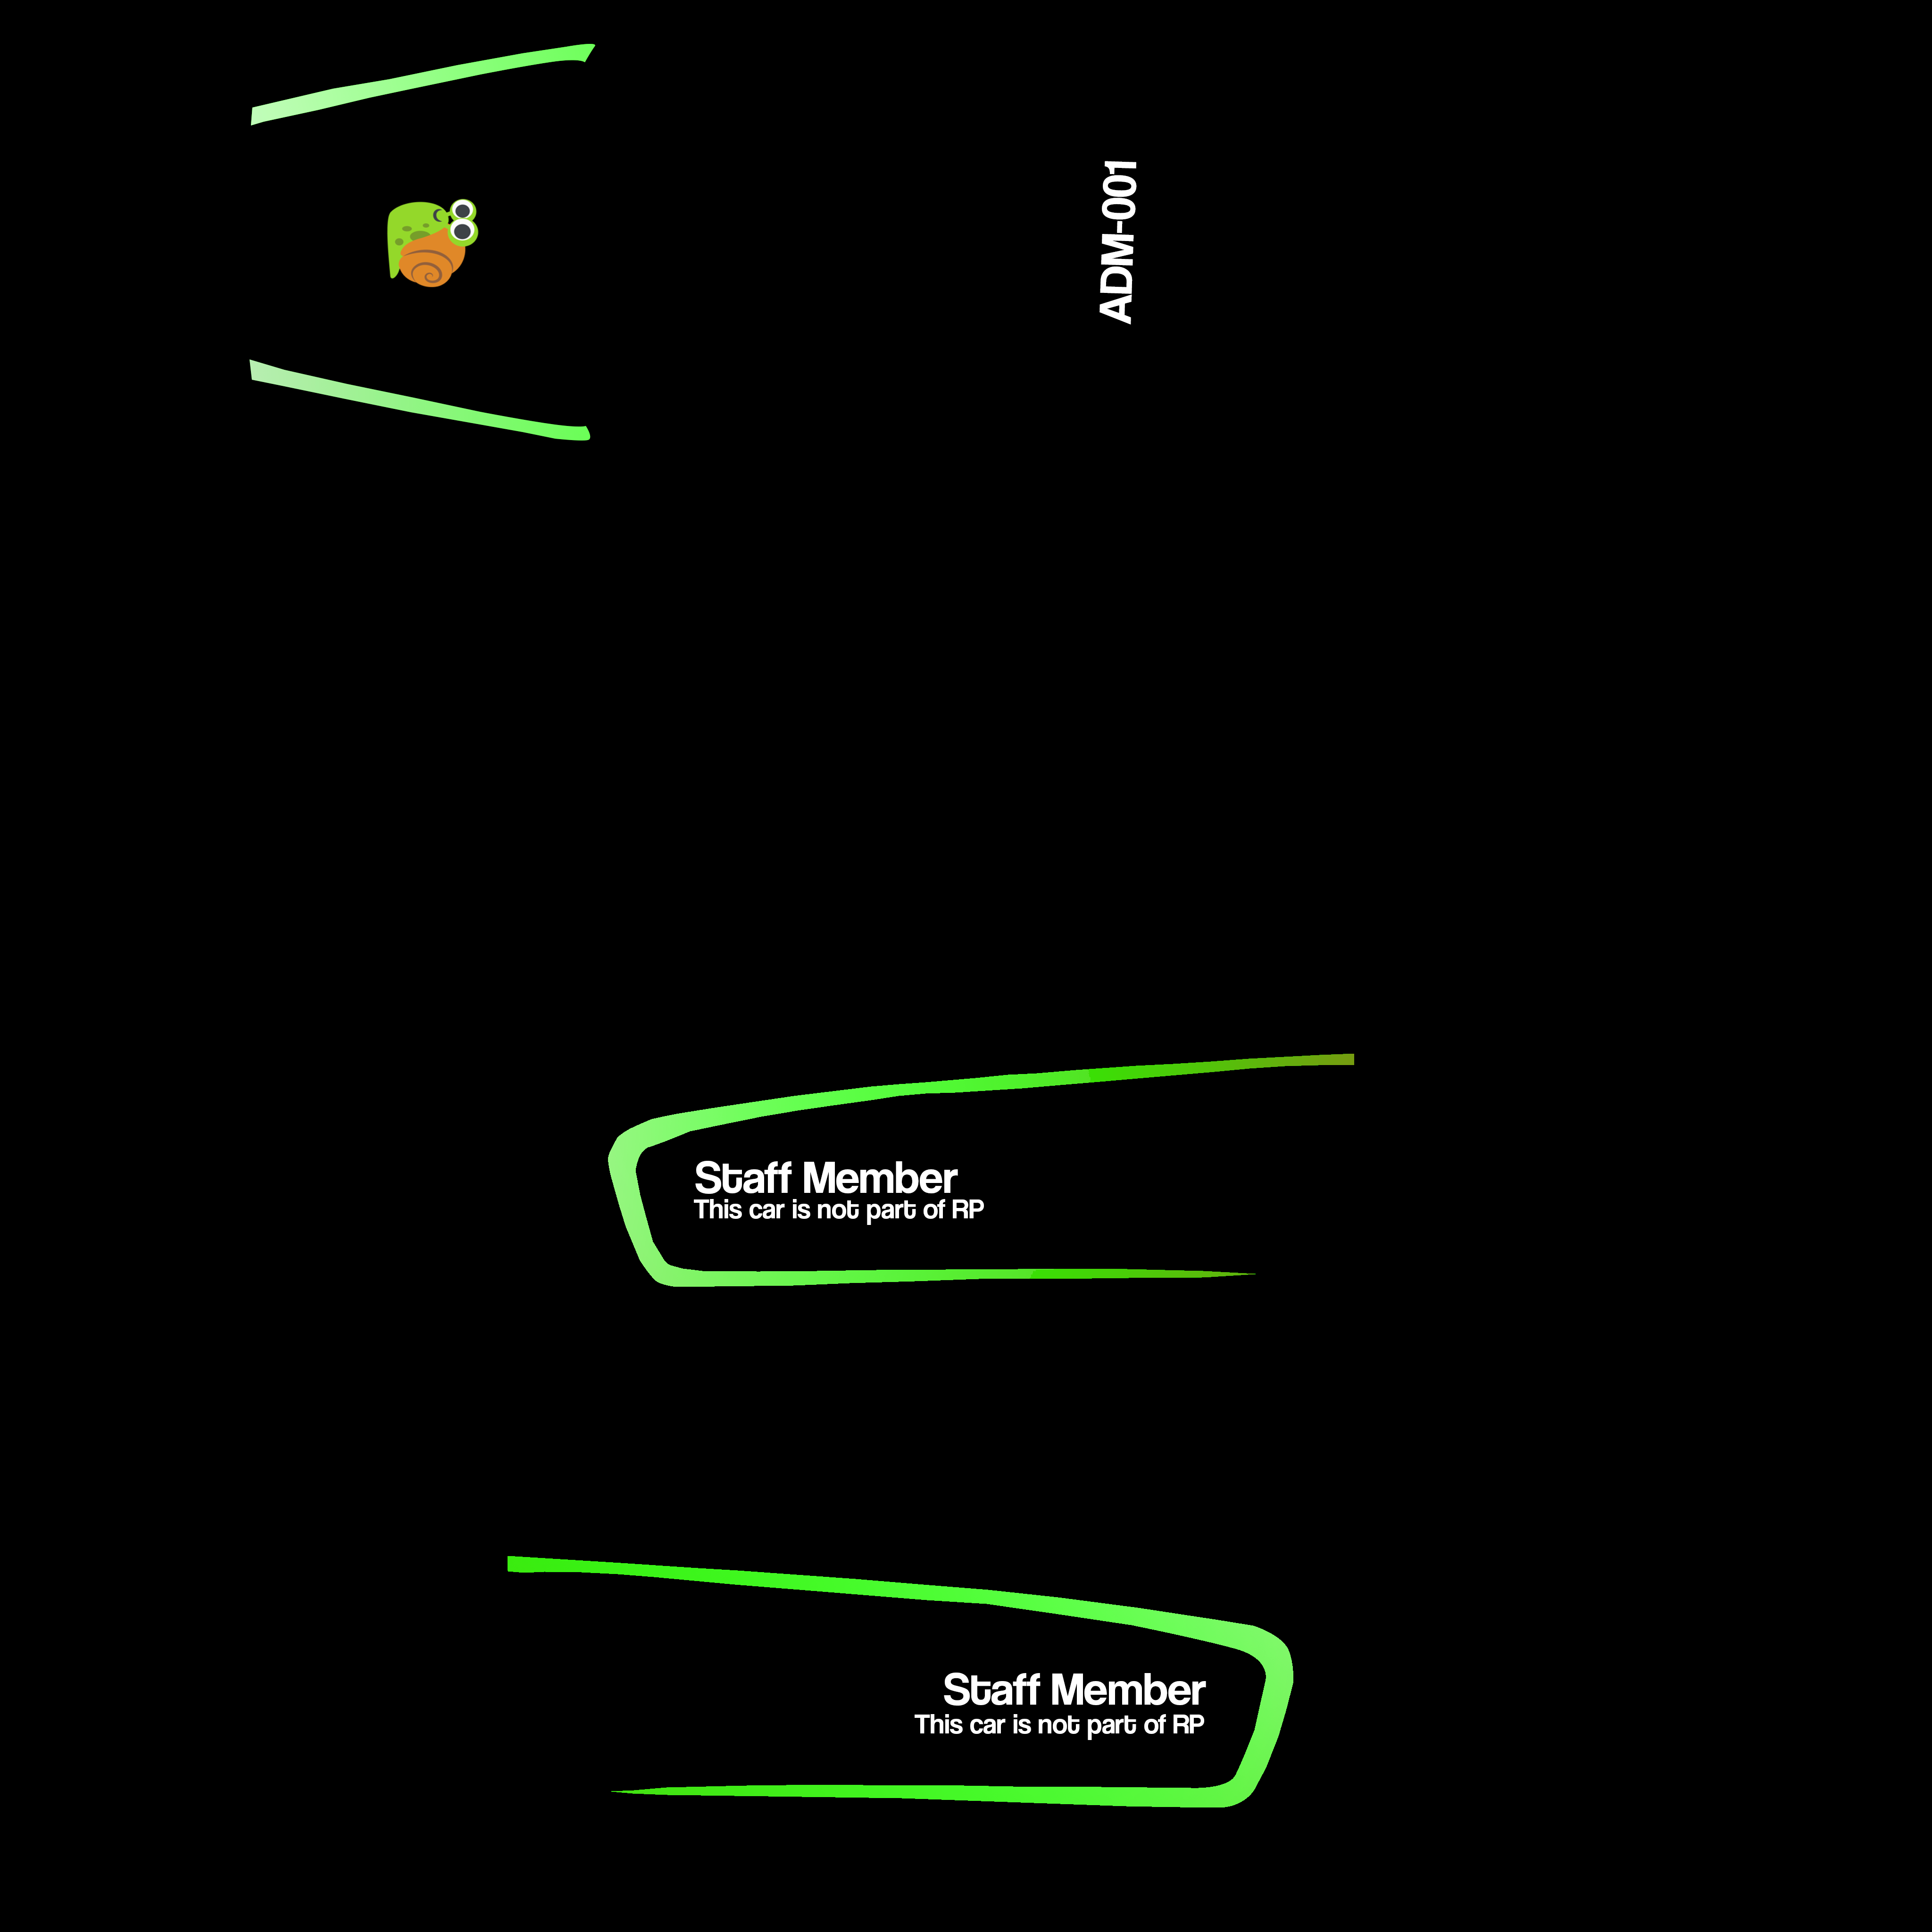 ADM-001
Staff Member
This car is not part of RP
Staff Member
This car is not part of RP